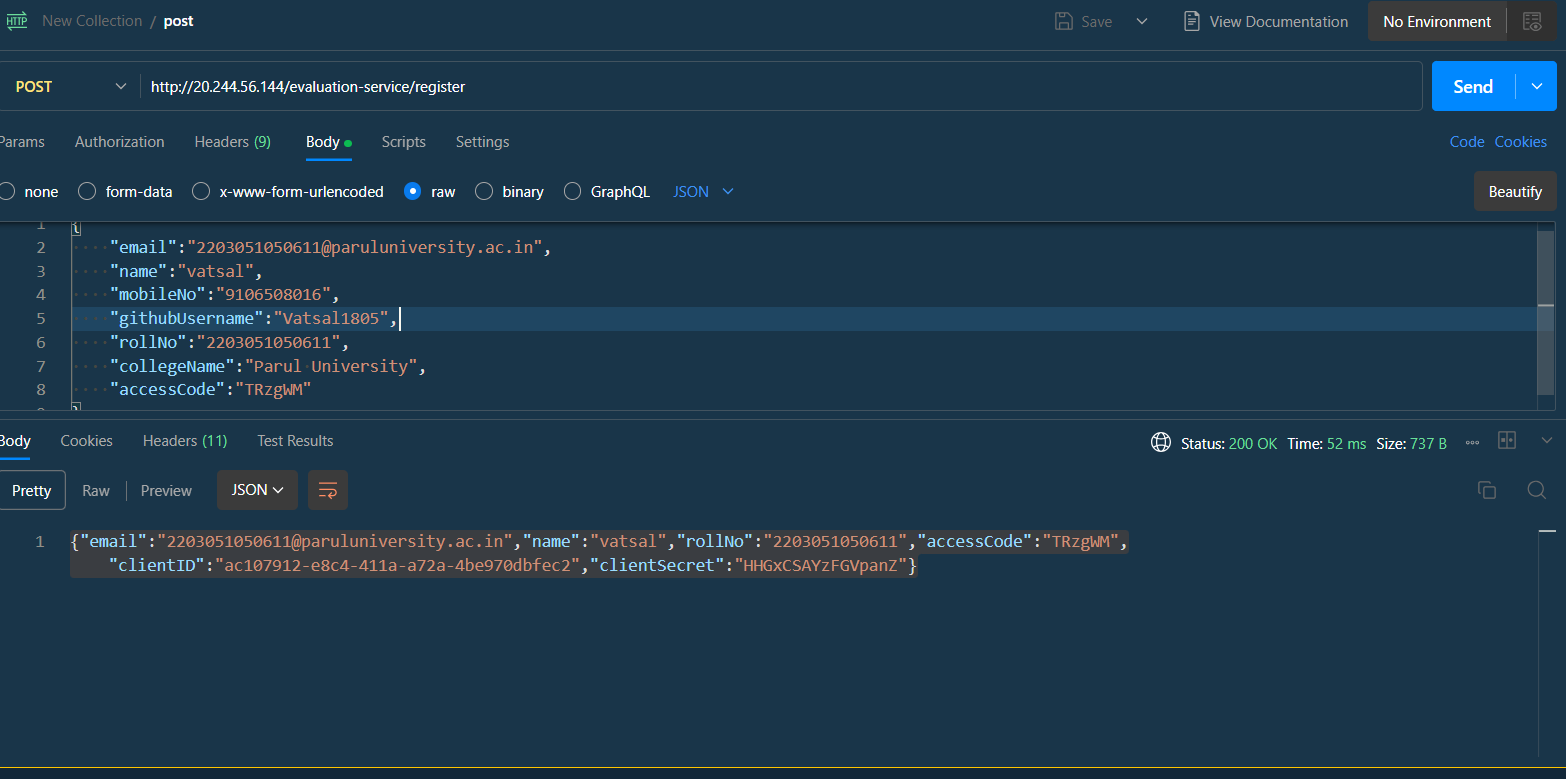 HTTP New Collection / post Save View Documentation No Environment
POST http://20.244.56.144/evaluation-service/register Send
Params Authorization Headers (9) Body Scripts Settings Code Cookies
none form-data x-www-form-urlencoded raw binary GraphQL JSON Beautify
1 {
2 "email":"2203051050611@paruluniversity.ac.in",
3 "name":"vatsal",
4 "mobileNo":"9106508016",
5 "githubUsername":"Vatsal1805",
6 "rollNo":"2203051050611",
7 "collegeName":"Parul University",
8 "accessCode":"TRzgWM"
9 }
Body Cookies Headers (11) Test Results Status: 200 OK Time: 52 ms Size: 737 B
Pretty Raw Preview JSON
1 {"email":"2203051050611@paruluniversity.ac.in","name":"vatsal","rollNo":"2203051050611","accessCode":"TRzgWM",
"clientID":"ac107912-e8c4-411a-a72a-4be970dbfec2","clientSecret":"HHGxCSAYzFGVpanZ"}